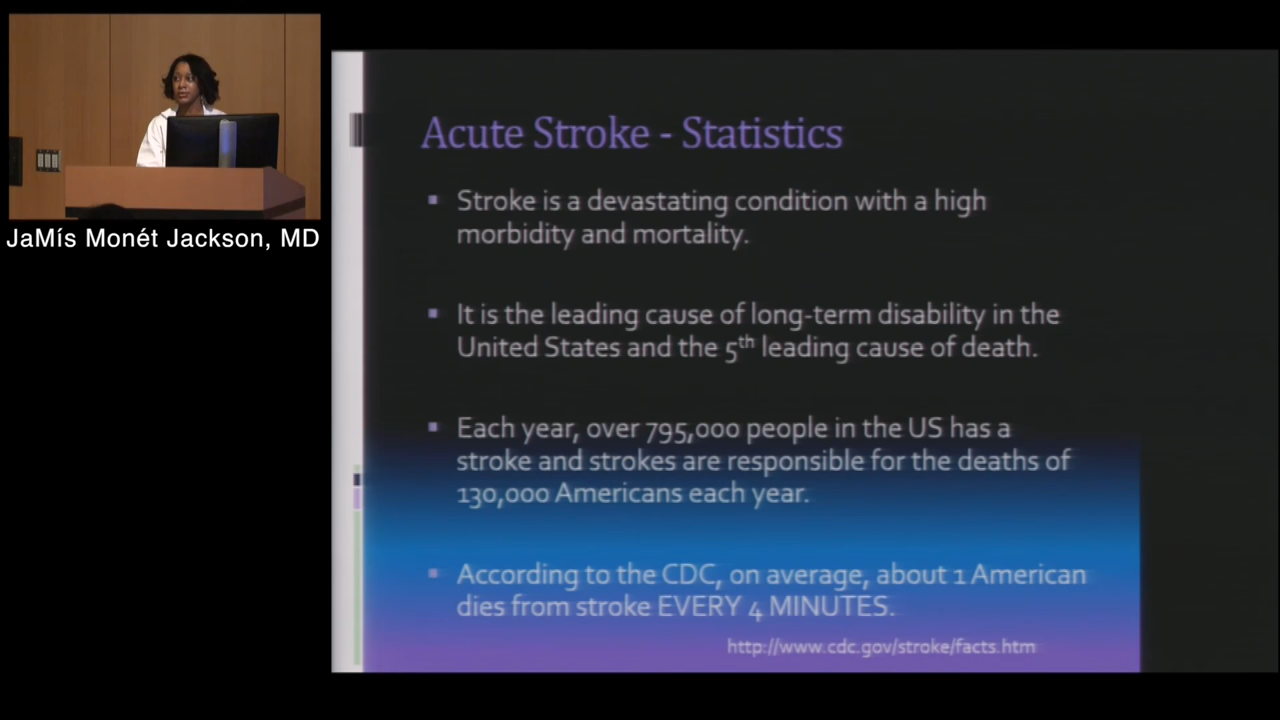 JaMís Monét Jackson, MD
Acute Stroke - Statistics
Stroke is a devastating condition with a high
morbidity and mortality.
It is the leading cause of long-term disability in the
United States and the 5th leading cause of death.
Each year, over 795,000 people in the US has a
stroke and strokes are responsible for the deaths of
130,000 Americans each year.
According to the CDC, on average, about 1 American
dies from stroke EVERY 4 MINUTES.
http://www.cdc.gov/stroke/facts.htm